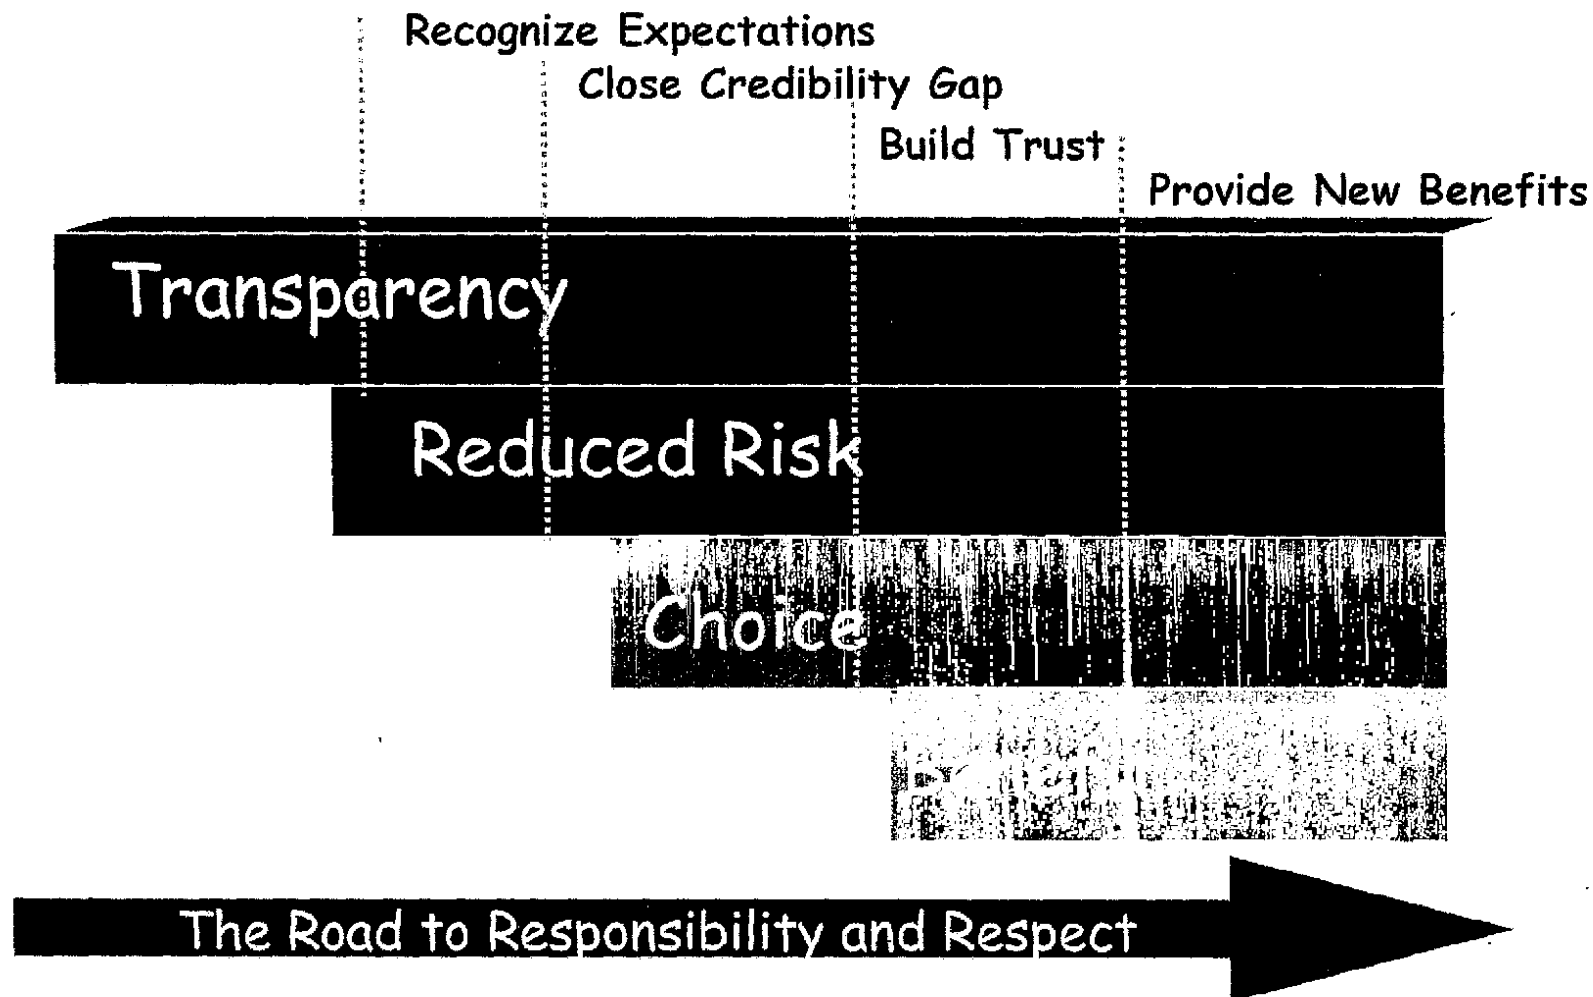 Recognize Expectations
Close Credibility Gap
Build Trust
Provide New Benefits
Transparency
Reduced Risk
Choice
The Road to Responsibility and Respect